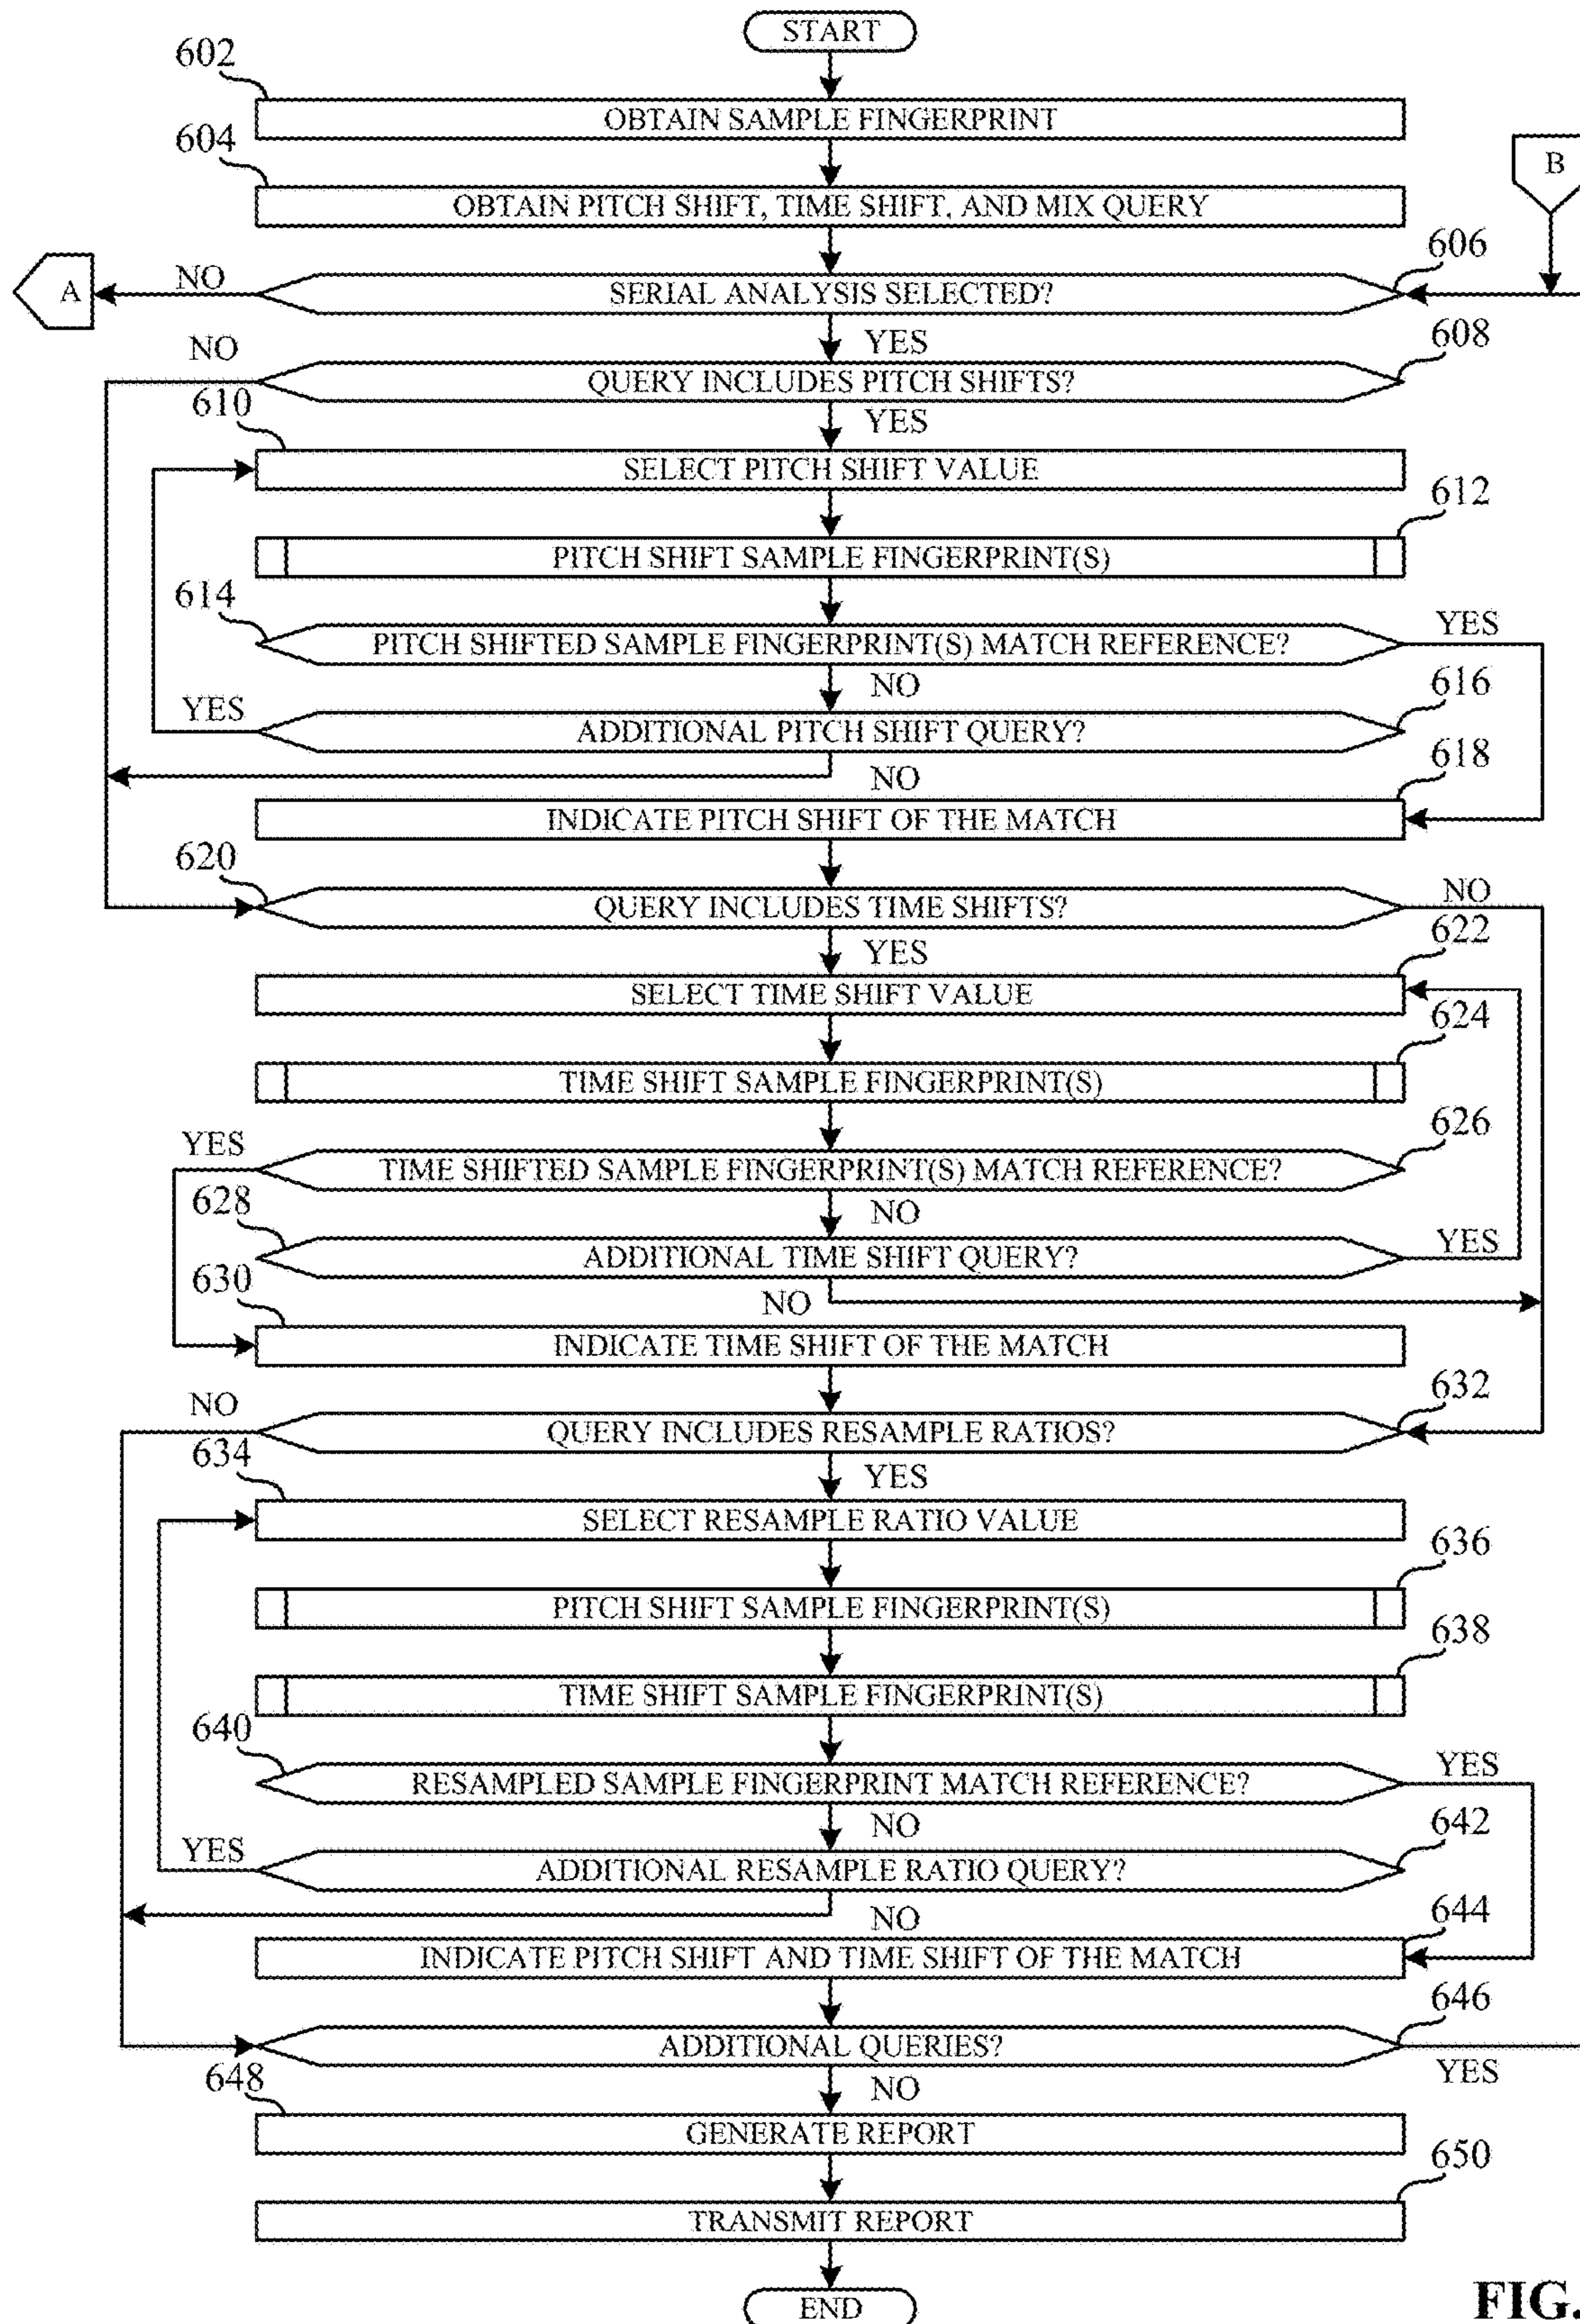 START
602
OBTAIN SAMPLE FINGERPRINT
604
B
OBTAIN PITCH SHIFT, TIME SHIFT, AND MIX QUERY
606
A
NO
SERIAL ANALYSIS SELECTED?
YES
608
NO
QUERY INCLUDES PITCH SHIFTS?
610
YES
SELECT PITCH SHIFT VALUE
612
PITCH SHIFT SAMPLE FINGERPRINT(S)
614
YES
PITCH SHIFTED SAMPLE FINGERPRINT(S) MATCH REFERENCE?
NO
616
YES
ADDITIONAL PITCH SHIFT QUERY?
NO
618
INDICATE PITCH SHIFT OF THE MATCH
620
NO
QUERY INCLUDES TIME SHIFTS?
YES
622
SELECT TIME SHIFT VALUE
624
TIME SHIFT SAMPLE FINGERPRINT(S)
626
YES
TIME SHIFTED SAMPLE FINGERPRINT(S) MATCH REFERENCE?
628
NO
ADDITIONAL TIME SHIFT QUERY?
YES
630
NO
INDICATE TIME SHIFT OF THE MATCH
632
NO
QUERY INCLUDES RESAMPLE RATIOS?
634
YES
SELECT RESAMPLE RATIO VALUE
636
PITCH SHIFT SAMPLE FINGERPRINT(S)
638
TIME SHIFT SAMPLE FINGERPRINT(S)
640
YES
RESAMPLED SAMPLE FINGERPRINT MATCH REFERENCE?
NO
642
YES
ADDITIONAL RESAMPLE RATIO QUERY?
NO
644
INDICATE PITCH SHIFT AND TIME SHIFT OF THE MATCH
646
ADDITIONAL QUERIES?
YES
648
NO
GENERATE REPORT
650
TRANSMIT REPORT
END
FIG.